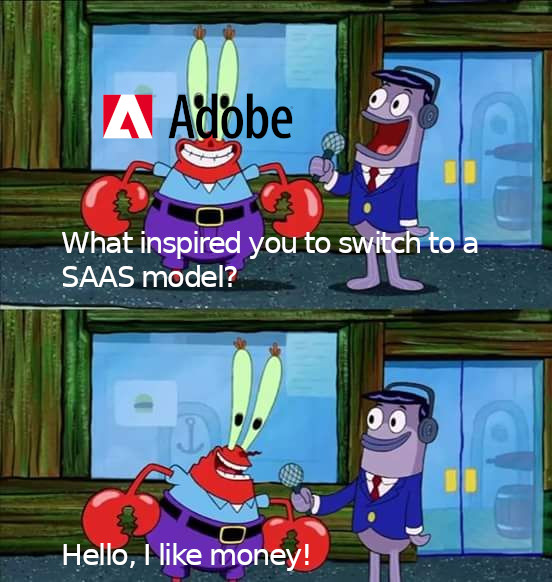 Adobe
What inspired you to switch to a
SAAS model?
Hello, I like money!